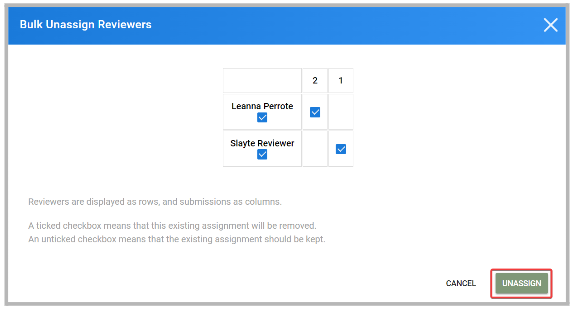 Bulk Unassign Reviewers
2 1
Leanna Perrote
Slayte Reviewer
Reviewers are displayed as rows, and submissions as columns.
A ticked checkbox means that this existing assignment will be removed.
An unticked checkbox means that the existing assignment should be kept.
CANCEL UNASSIGN